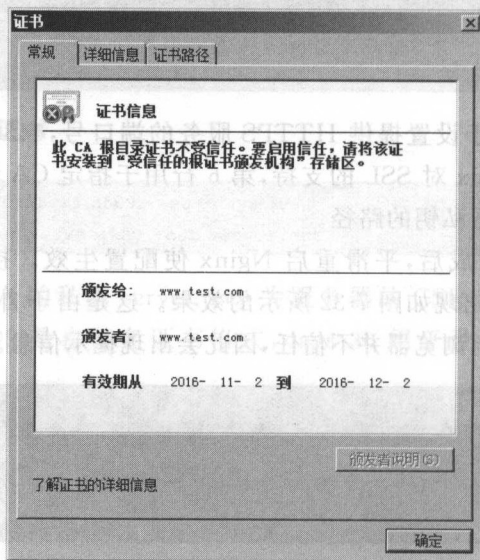 证书
常规 详细信息 证书路径
证书信息
此 CA 根目录证书不受信任。要启用信任，请将该证
书安装到“受信任的根证书颁发机构”存储区。
颁发给： www.test.com
颁发者： www.test.com
有效期从 2016- 11- 2 到 2016- 12- 2
颁发者说明(S)
了解证书的详细信息
确定